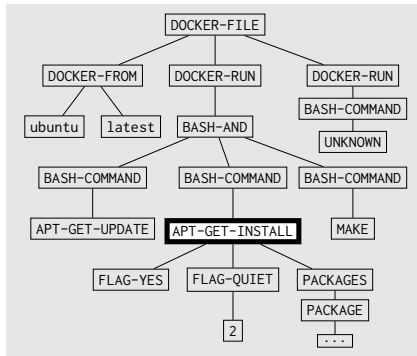 DOCKER-FILE
DOCKER-FROM DOCKER-RUN DOCKER-RUN
BASH-COMMAND
ubuntu latest BASH-AND
UNKNOWN
BASH-COMMAND BASH-COMMAND BASH-COMMAND
APT-GET-UPDATE APT-GET-INSTALL MAKE
FLAG-YES FLAG-QUIET PACKAGES
PACKAGE
2 ...